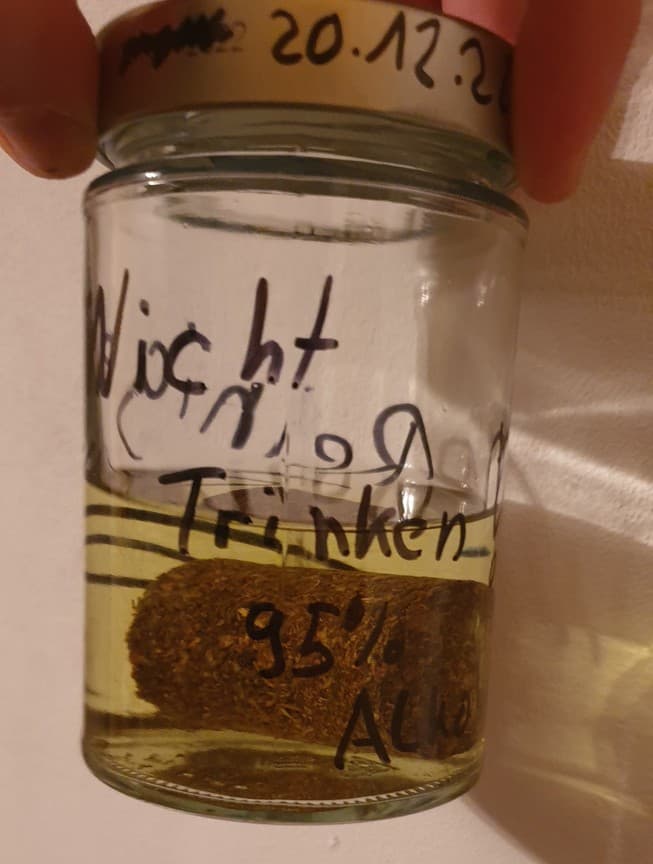 20.12.2
Nicht
Trinken
95%
Alko